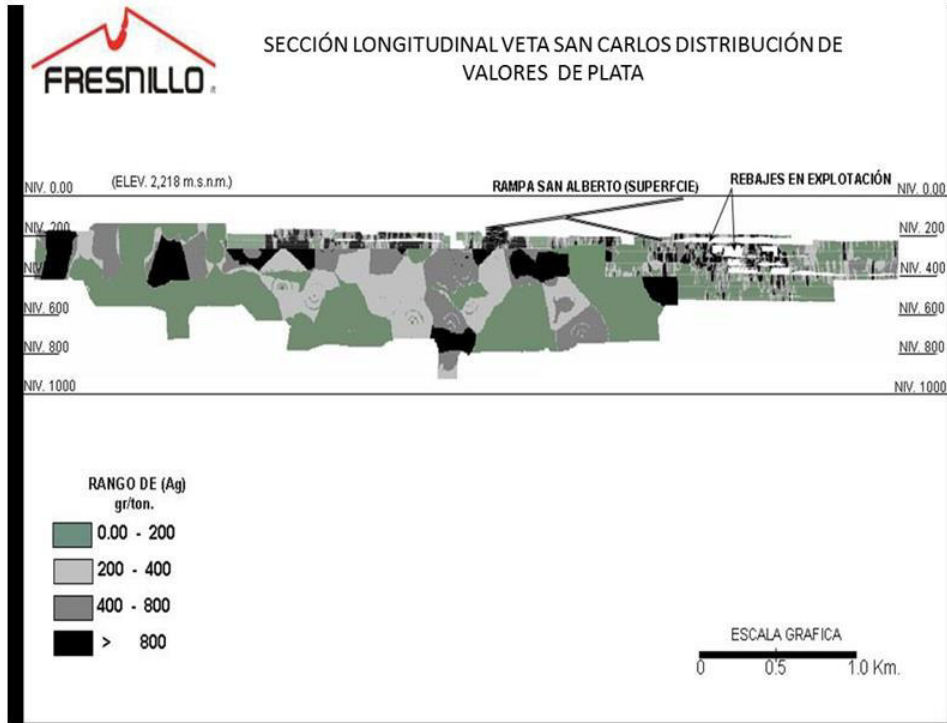 FRESNILLO
SECCIÓN LONGITUDINAL VETA SAN CARLOS DISTRIBUCIÓN DE
VALORES DE PLATA
NIV. 0.00
(ELEV. 2,218 m.s.n.m.)
RAMPA SAN ALBERTO (SUPERFCIE)
REBAJES EN EXPLOTACIÓN
NIV. 0.00
NIV. 200
NIV. 200
NIV. 400
NIV. 600
NIV. 600
NIV. 800
NIV. 800
NIV. 1000
NIV. 1000
RANGO DE (Ag)
gr/ton.
0.00 - 200
200 - 400
400 - 800
> 800
ESCALA GRAFICA
0 0.5 1.0 Km.